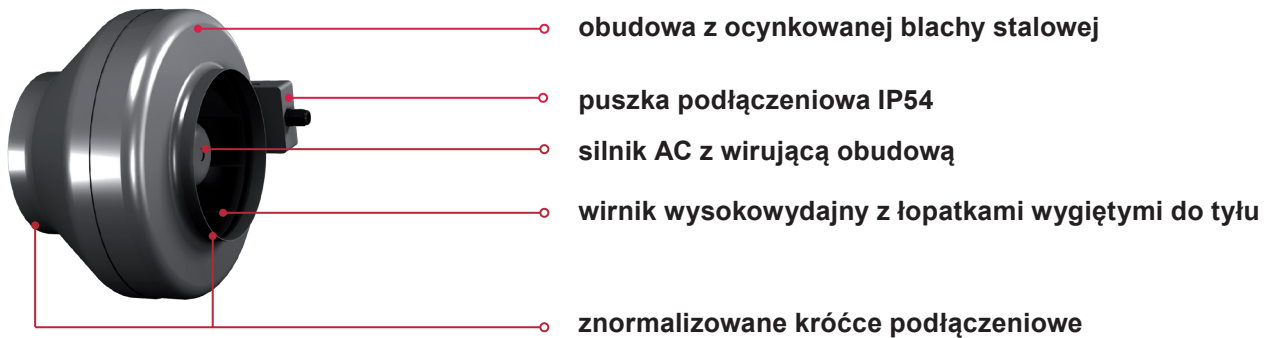 obudowa z ocynkowanej blachy stalowej
puszka podłączeniowa IP54
silnik AC z wirującą obudową
wirnik wysokowydajny z łopatkami wygiętymi do tyłu
znormalizowane króćce podłączeniowe